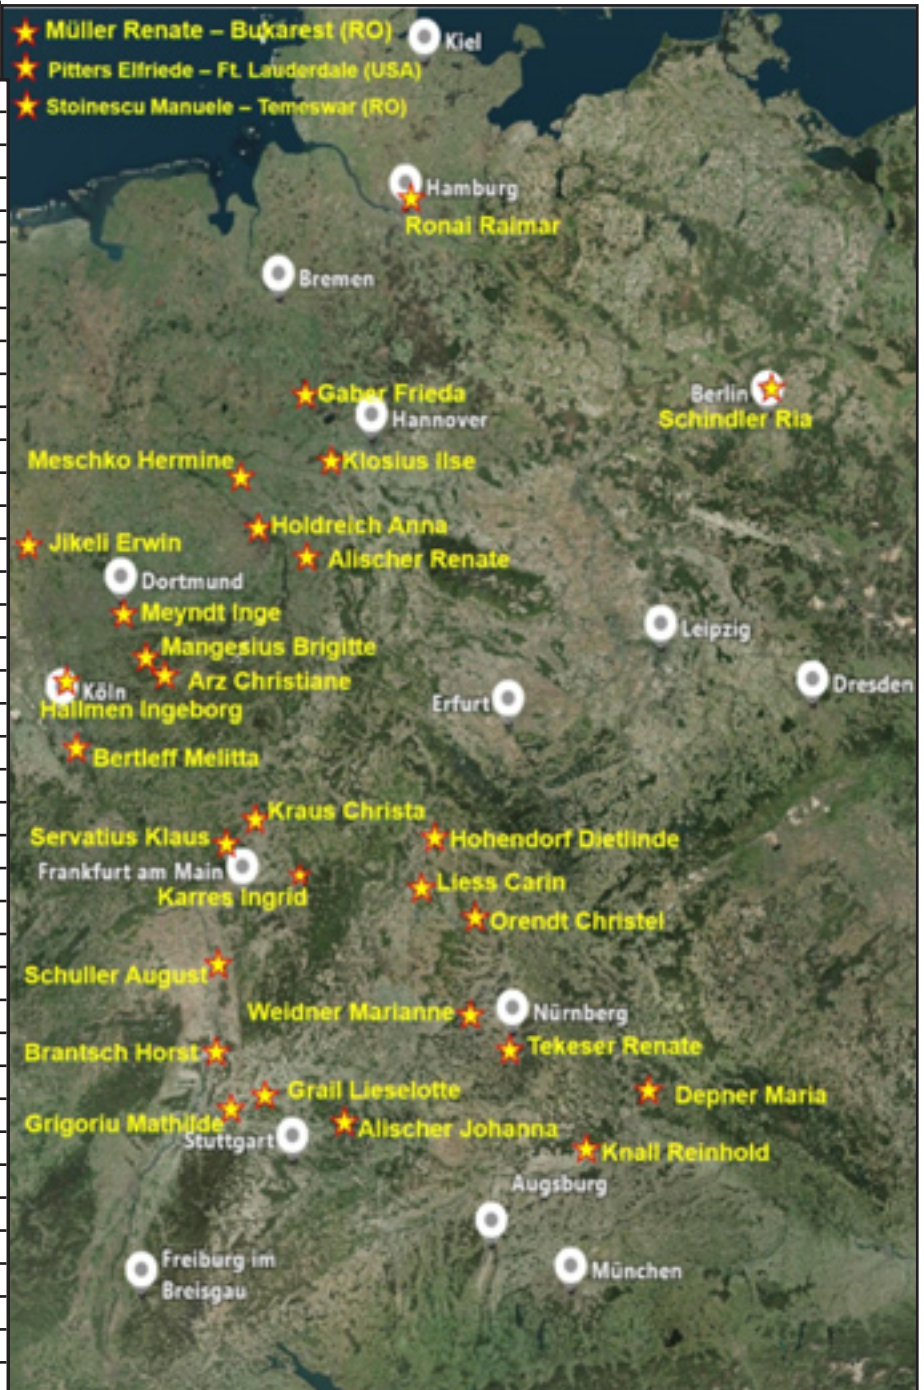 Müller Renate – Bukarest (RO)
Kiel
Pitters Elfriede – Ft. Lauderdale (USA)
Stoinescu Manuele – Temeswar (RO)
Hamburg
Ronai Raimar
Bremen
Gaber Frieda
Berlin
Hannover
Schindler Ria
Meschko Hermine
Klosius Ilse
Holdreich Anna
Jikeli Erwin
Alischer Renate
Dortmund
Meyndt Inge
Leipzig
Mangesius Brigitte
Arz Christiane
Dresden
Köln
Erfurt
Hallmen Ingeborg
Bertleff Melitta
Kraus Christa
Servatius Klaus
Hohendorf Dietlinde
Frankfurt am Main
Liess Carin
Karres Ingrid
Orendt Christel
Schuller August
Weidner Marianne
Nürnberg
Tekeser Renate
Brantsch Horst
Grail Lieselotte
Depner Maria
Grigoriu Mathilde
Alischer Johanna
Stuttgart
Knall Reinhold
Augsburg
Freiburg im
Breisgau
München